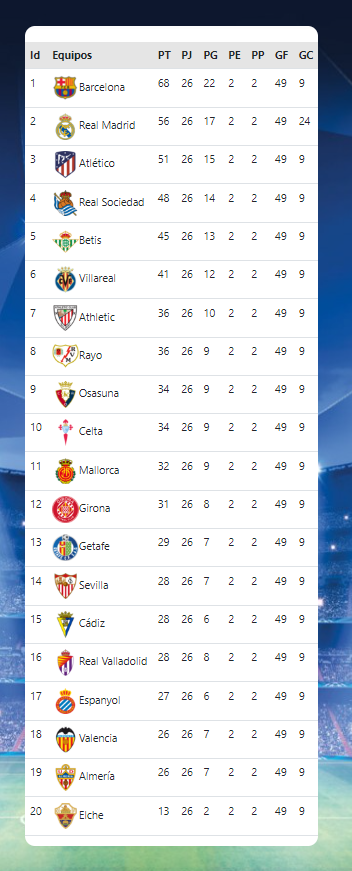 Id Equipos PT PJ PG PE PP GF GC
1 Barcelona 68 26 22 2 2 49 9
2 Real Madrid 56 26 17 2 2 49 24
3 Atlético 51 26 15 2 2 49 9
4 Real Sociedad 48 26 14 2 2 49 9
5 Betis 45 26 13 2 2 49 9
6 Villareal 41 26 12 2 2 49 9
7 Athletic 36 26 10 2 2 49 9
8 Rayo 36 26 9 2 2 49 9
9 Osasuna 34 26 9 2 2 49 9
10 Celta 34 26 9 2 2 49 9
11 Mallorca 32 26 9 2 2 49 9
12 Girona 31 26 8 2 2 49 9
13 Getafe 29 26 7 2 2 49 9
14 Sevilla 28 26 7 2 2 49 9
15 Cádiz 28 26 6 2 2 49 9
16 Real Valladolid 28 26 8 2 2 49 9
17 Espanyol 27 26 6 2 2 49 9
18 Valencia 26 26 7 2 2 49 9
19 Almería 26 26 7 2 2 49 9
20 Elche 13 26 2 2 2 49 9